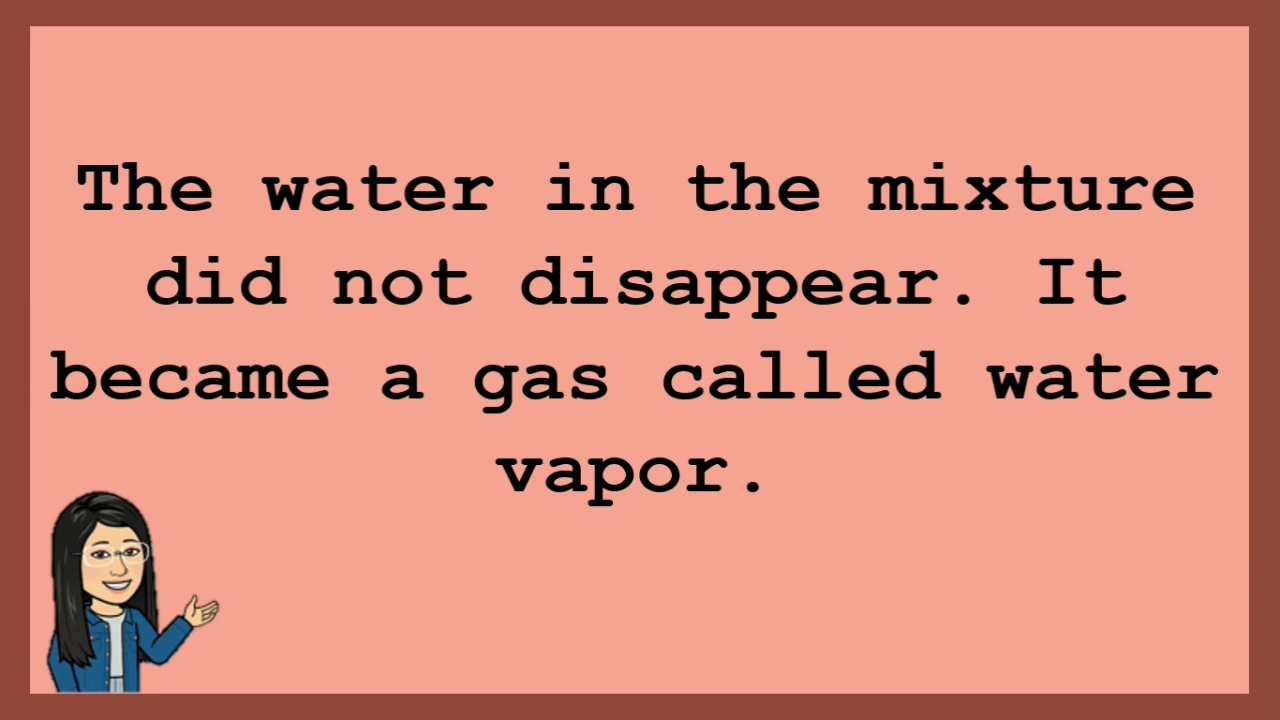 The water in the mixture
did not disappear. It
became a gas called water
vapor.